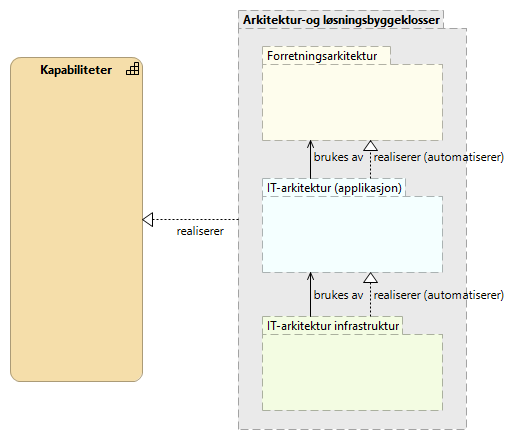 Arkitektur-og løsningsbyggeklosser
Kapabiliteter
Forretningsarkitektur
brukes av
realiserer (automatiserer)
IT-arkitektur (applikasjon)
realiserer
brukes av
realiserer (automatiserer)
IT-arkitektur infrastruktur